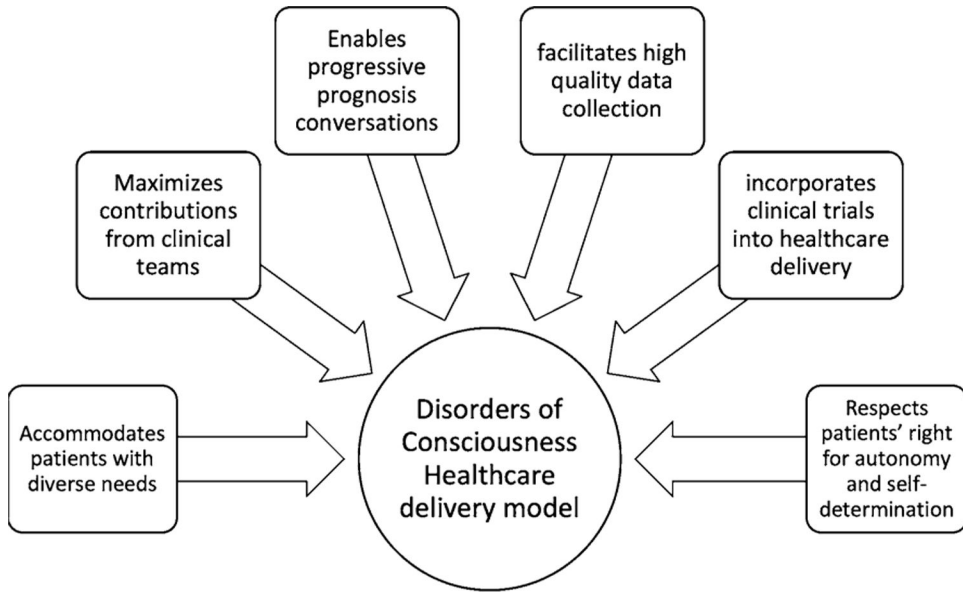 Enables
progressive
prognosis
conversations
facilitates high
quality data
collection
Maximizes
contributions
from clinical
teams
incorporates
clinical trials
into healthcare
delivery
Accommodates
patients with
diverse needs
Disorders of
Consciousness
Healthcare
delivery model
Respects
patients’ right
for autonomy
and self-
determination